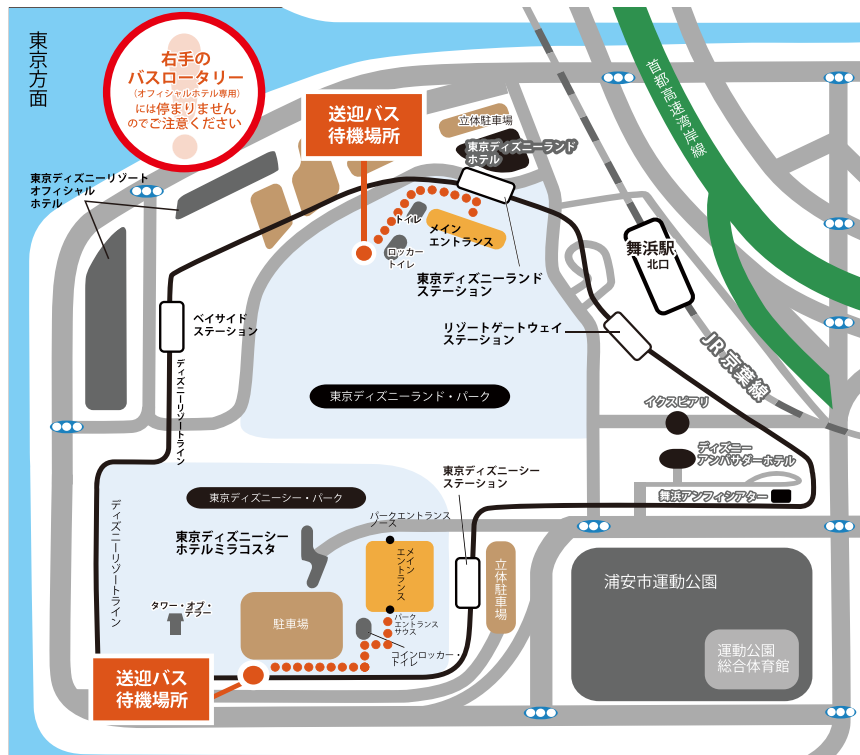 東京方面
右手の
バスロータリー
（オフィシャルホテル専用）
には停まりません
のでご注意ください
送迎バス
待機場所
立体駐車場
東京ディズニーランド
ホテル
首都高速湾岸線
東京ディズニーリゾート
オフィシャル
ホテル
トイレ
メイン
エントランス
ロッカー
トイレ
舞浜駅
北口
東京ディズニーランド
ステーション
ベイサイド
ステーション
リゾートゲートウェイ
ステーション
JR 京葉線
ディズニーリゾートライン
東京ディズニーランド・パーク
イクスピアリ
ディズニー
アンバサダーホテル
東京ディズニーシー
ステーション
舞浜アンフィシアター
東京ディズニーシー・パーク
ディズニーリゾートライン
パークエントランス
ノース
東京ディズニーシー
ホテルミラコスタ
メイン
エントランス
立体駐車場
浦安市運動公園
タワー・オブ・
テラー
駐車場
パーク
エントランス
サウス
コインロッカー・
トイレ
運動公園
総合体育館
送迎バス
待機場所